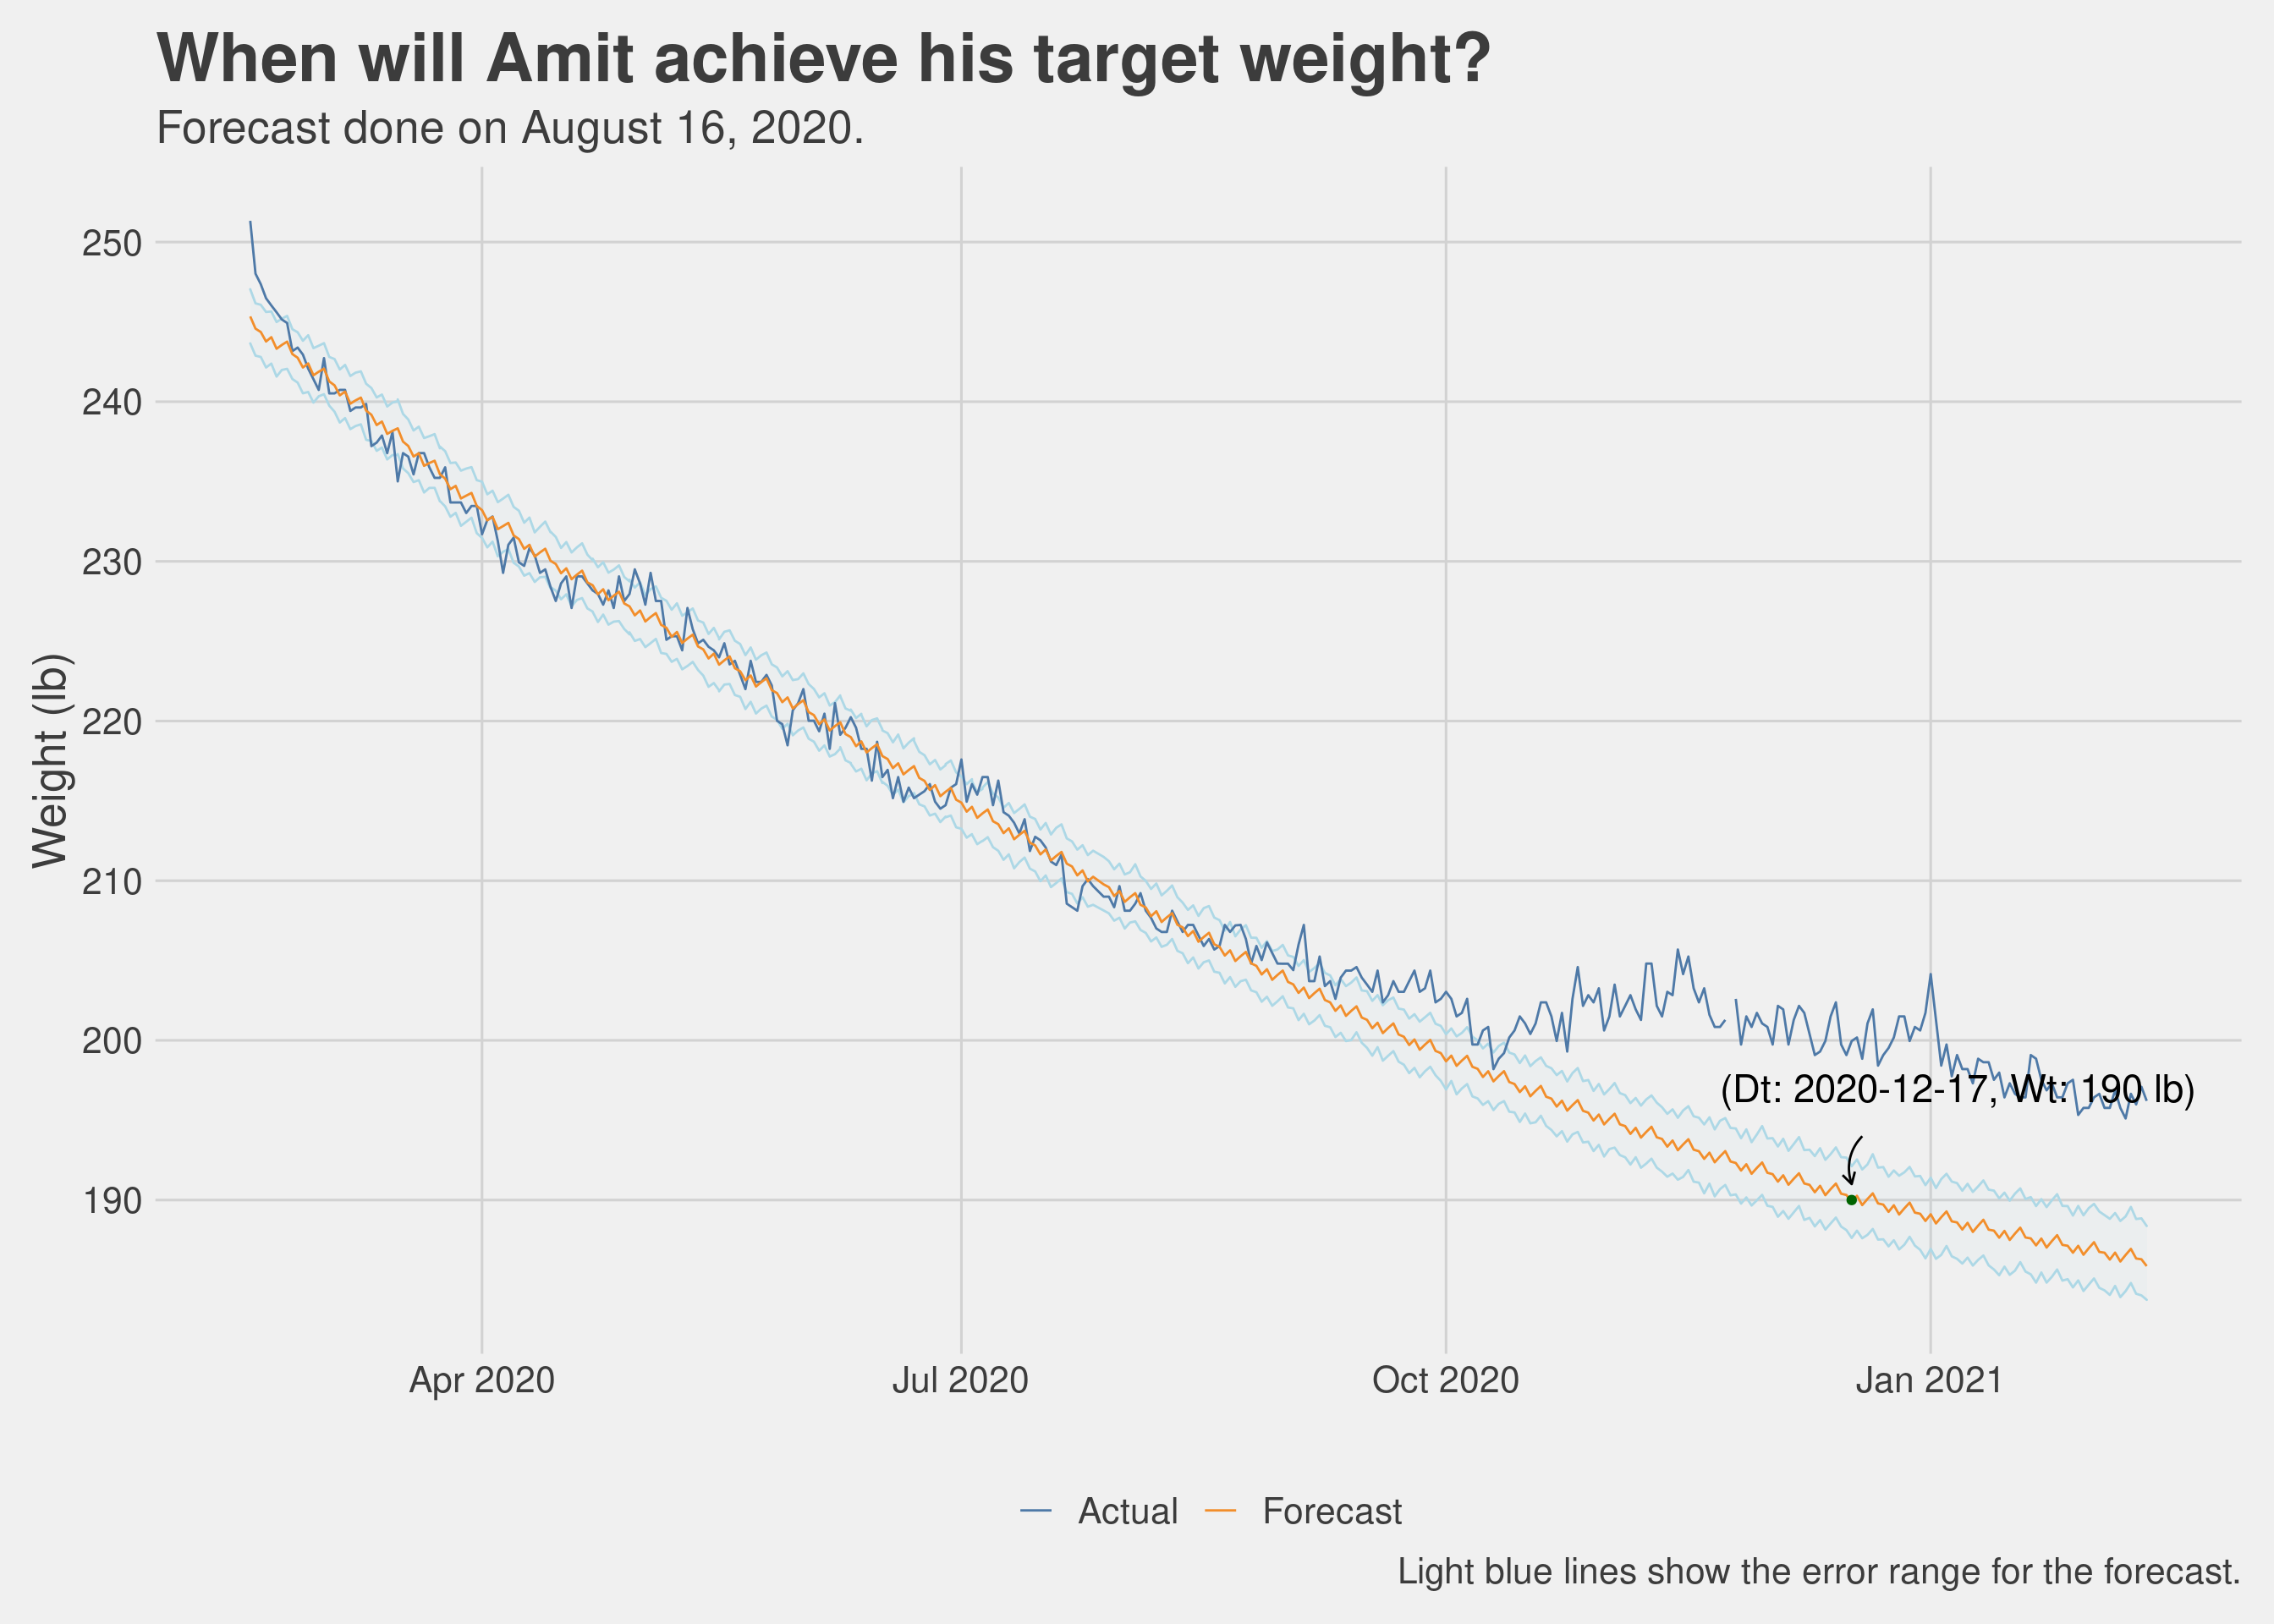 When will Amit achieve his target weight?
Forecast done on August 16, 2020.
Weight (lb)
250
240
230
220
210
200
190
(Dt: 2020-12-17, Wt: 190 lb)
Apr 2020
Jul 2020
Oct 2020
Jan 2021
Actual
Forecast
Light blue lines show the error range for the forecast.